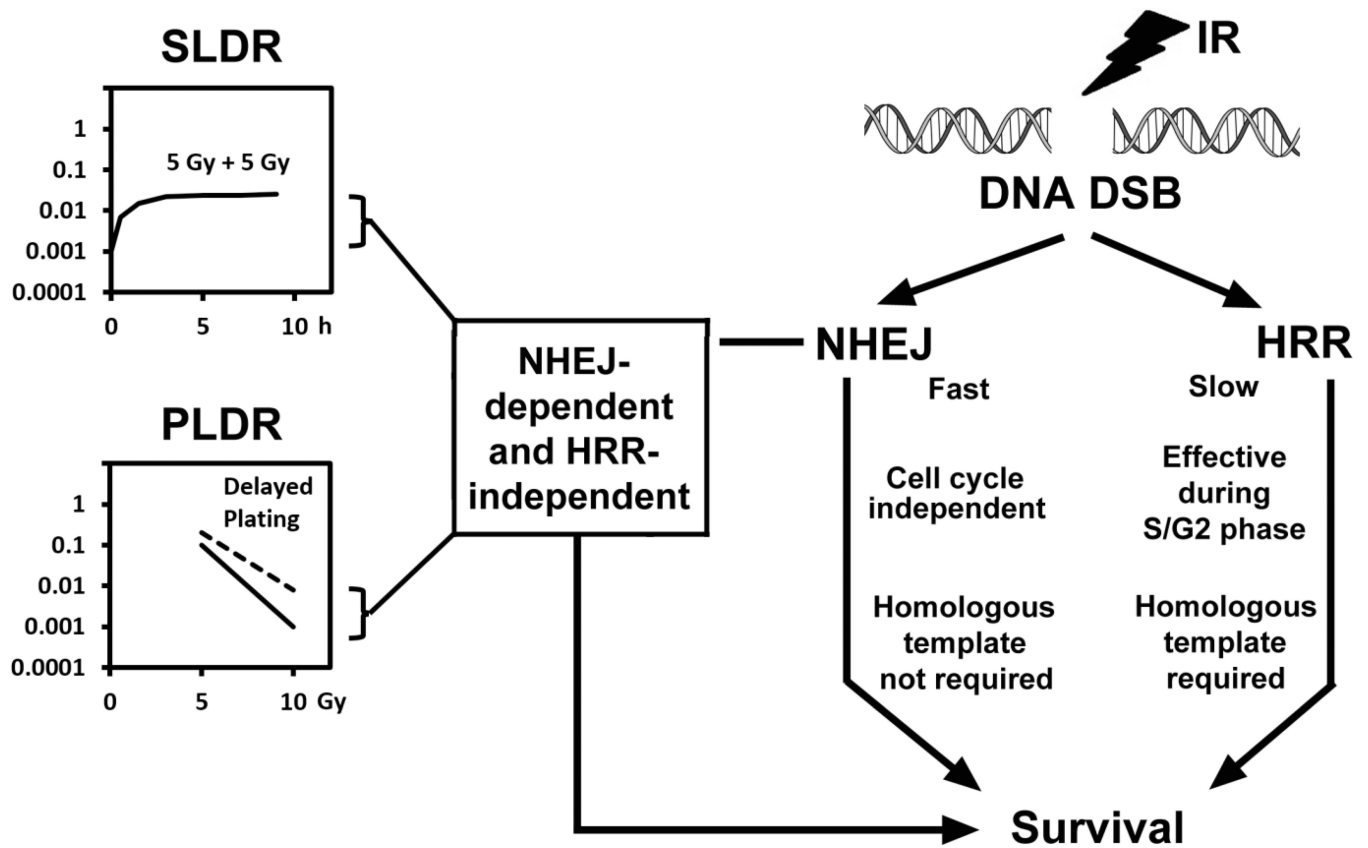 SLDR
1
0.1
0.01
0.001
0.0001
5 Gy + 5 Gy
0
5
10 h
PLDR
1
0.1
0.01
0.001
0.0001
Delayed
Plating
0
5
10 Gy
NHEJ-
dependent
and HRR-
independent
IR
DNA DSB
NHEJ
Fast
Cell cycle
independent
Homologous
template
not required
HRR
Slow
Effective
during
S/G2 phase
Homologous
template
required
Survival